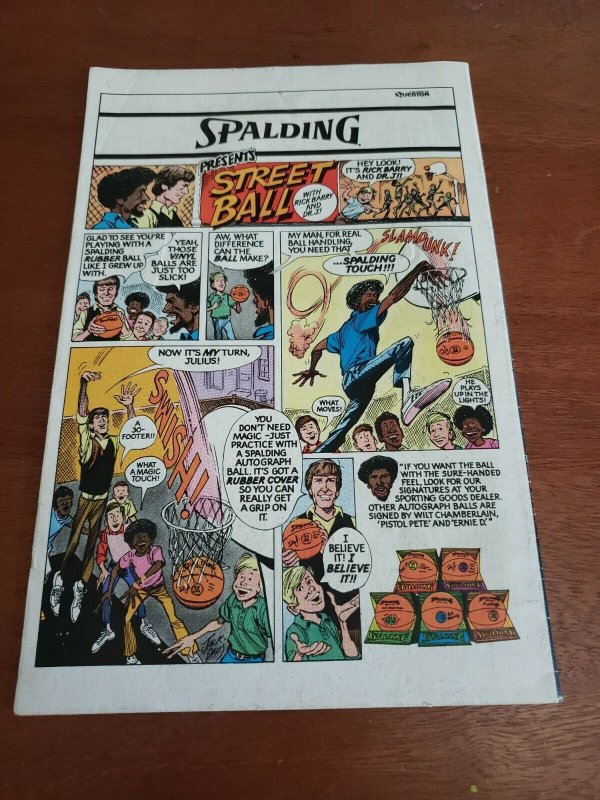 QUESTOR
SPALDING
PRESENTS
STREET
BALL
WITH
RICK BARRY
AND
DR. J!
HEY LOOK!
IT'S RICK BARRY
AND DR. J!!
GLAD TO SEE YOU'RE
PLAYING WITH A
SPALDING
RUBBER BALL
LIKE I GREW UP
WITH.
YEAH,
THOSE
VINYL
BALLS ARE
JUST TOO
SLICK!
AW, WHAT
DIFFERENCE
CAN THE
BALL MAKE?
MY MAN, FOR REAL
BALL HANDLING,
YOU NEED THAT
...SPALDING
TOUCH!!!
SLAMDUNK!
WHAT
MOVES!
HE
PLAYS
UP IN THE
LIGHTS!
NOW IT'S MY TURN,
JULIUS!
A
30-
FOOTER!!
WHAT
A MAGIC
TOUCH!
SWISH!
YOU
DON'T NEED
MAGIC -JUST
PRACTICE WITH
A SPALDING
AUTOGRAPH
BALL. IT'S GOT A
RUBBER COVER
SO YOU CAN
REALLY GET
A GRIP ON
IT.
I
BELIEVE
IT! I
BELIEVE
IT!!
"IF YOU WANT THE BALL
WITH THE SURE-HANDED
FEEL, LOOK FOR OUR
SIGNATURES AT YOUR
SPORTING GOODS DEALER.
OTHER AUTOGRAPH BALLS ARE
SIGNED BY WILT CHAMBERLAIN,
'PISTOL PETE' AND 'ERNIE D.'"